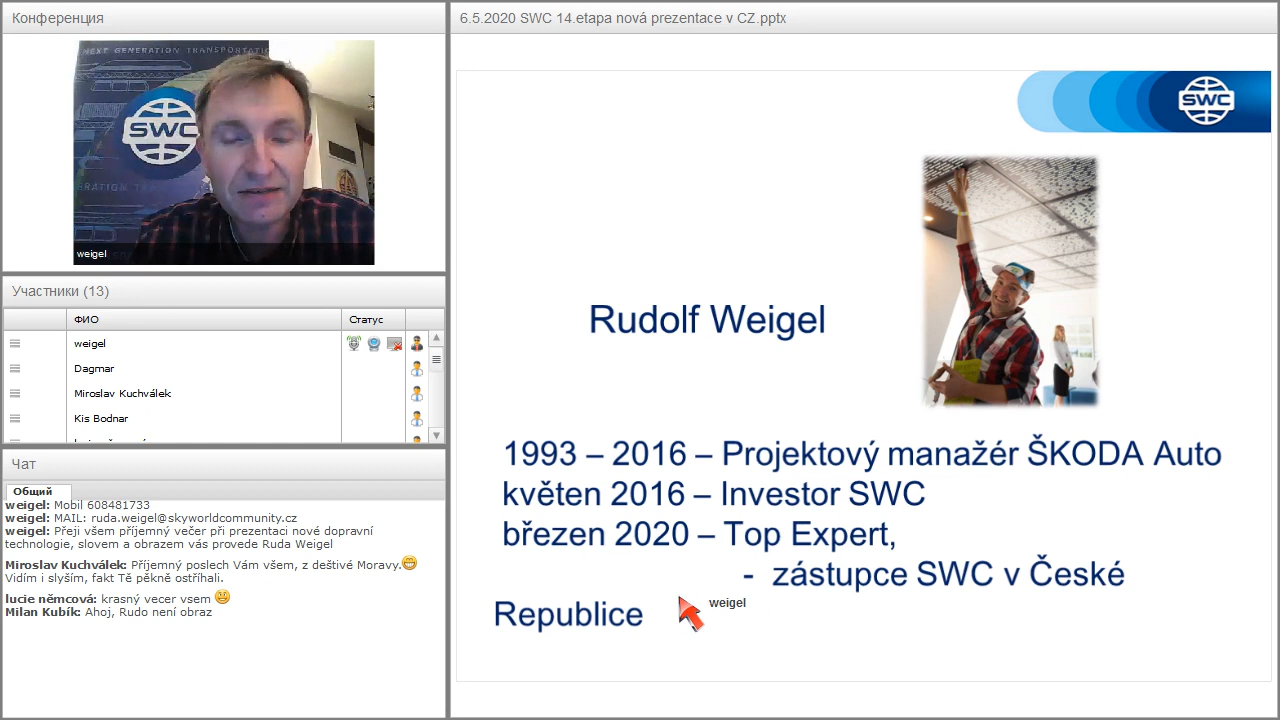 Конференция
NEXT GENERATION TRANSPORTATIO
SWC
weigel
Участники (13)
ФИО
Статус
weigel
Dagmar
Miroslav Kuchválek
Kis Bodnar
Чат
Общий
weigel: Mobil 608481733
weigel: MAIL: ruda.weigel@skyworldcommunity.cz
weigel: Přeji všem příjemný večer při prezentaci nové dopravní
technologie, slovem a obrazem vás provede Ruda Weigel
Miroslav Kuchválek: Příjemný poslech Vám všem, z deštivé Moravy.
Vidím i slyším, fakt Tě pěkně ostříhali.
lucie němcová: krasný vecer vsem
Milan Kubík: Ahoj, Rudo není obraz
6.5.2020 SWC 14.etapa nová prezentace v CZ.pptx
SWC
Rudolf Weigel
1993 – 2016 – Projektový manažér ŠKODA Auto
květen 2016 – Investor SWC
březen 2020 – Top Expert,
- zástupce SWC v České
Republice
weigel